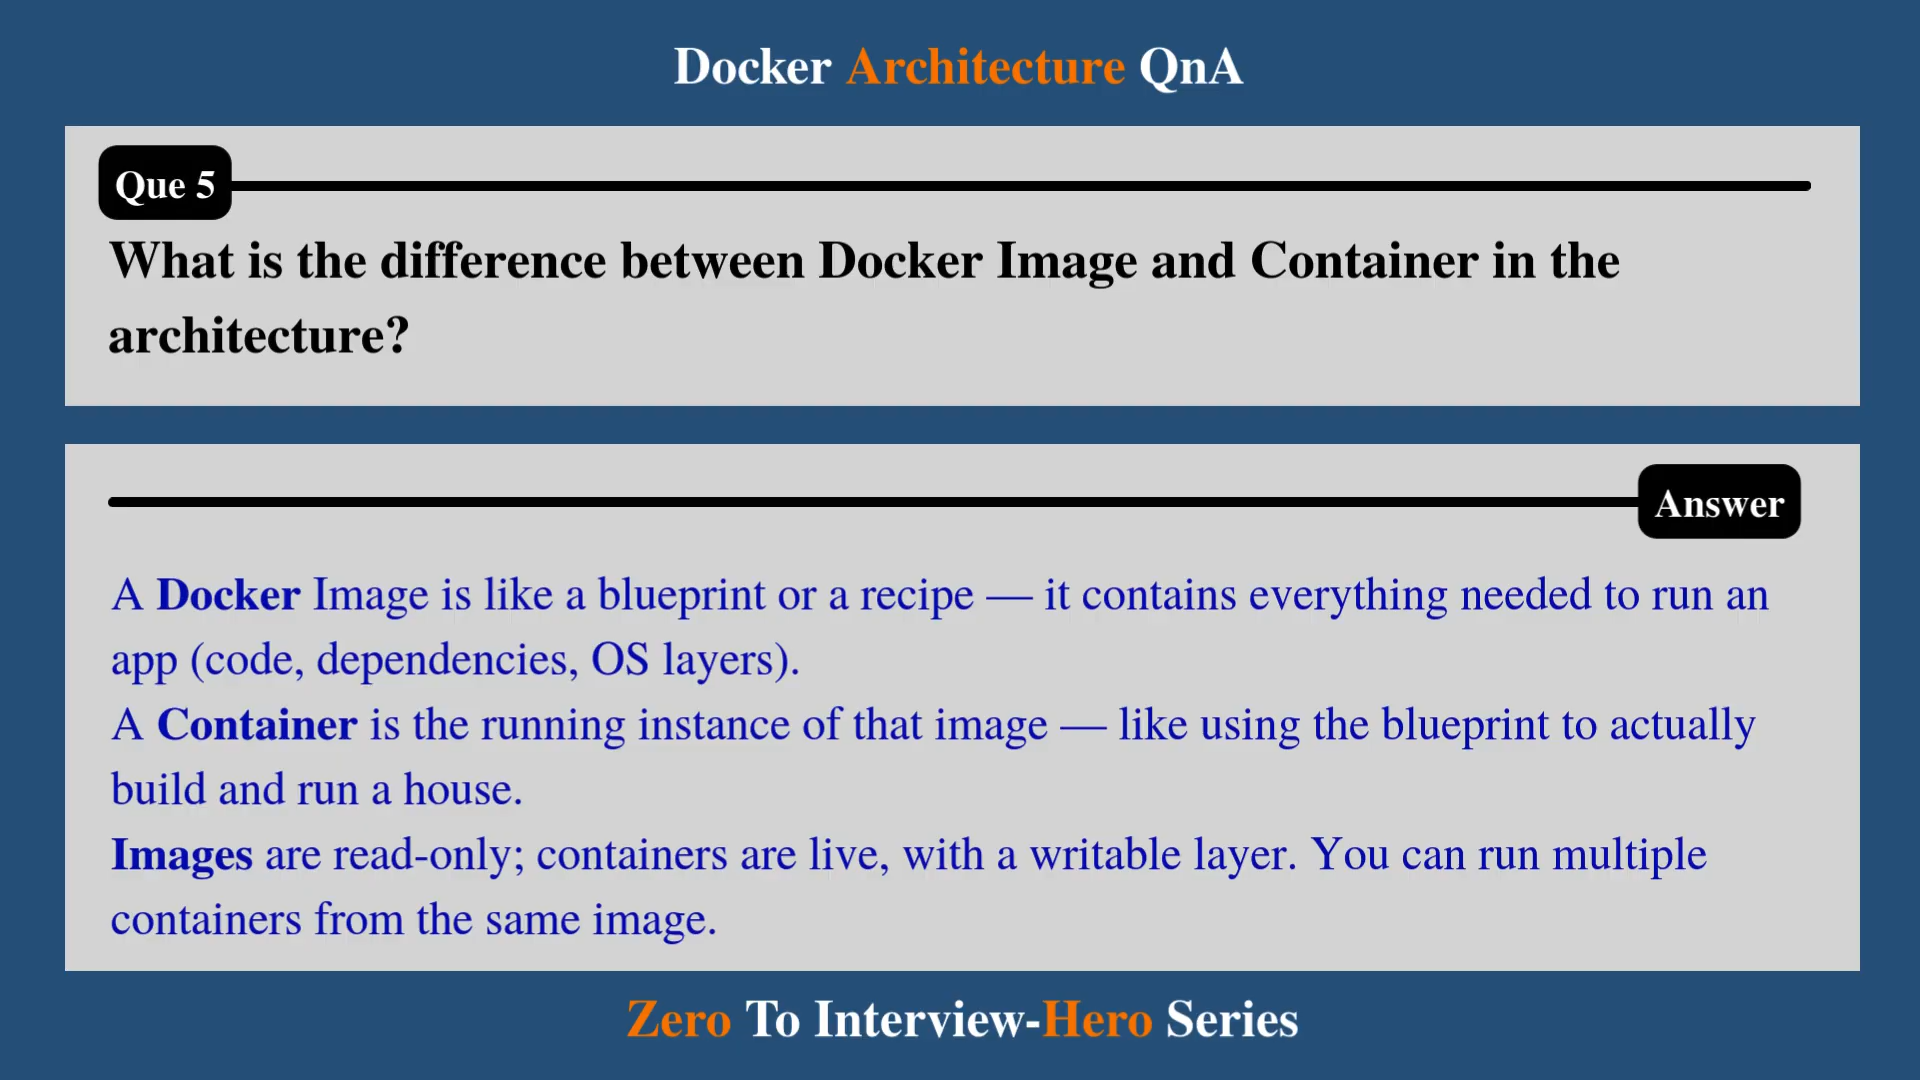 Docker Architecture QnA
Que 5
What is the difference between Docker Image and Container in the
architecture?
Answer
A Docker Image is like a blueprint or a recipe — it contains everything needed to run an
app (code, dependencies, OS layers).
A Container is the running instance of that image — like using the blueprint to actually
build and run a house.
Images are read-only; containers are live, with a writable layer. You can run multiple
containers from the same image.
Zero To Interview-Hero Series